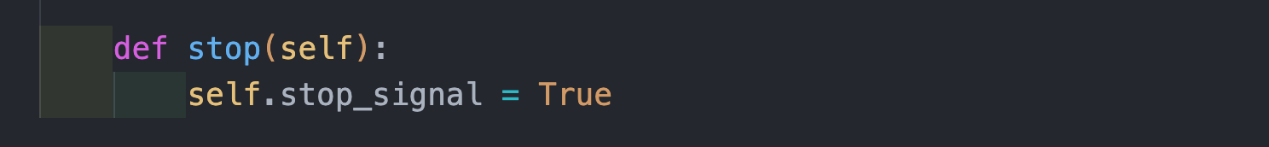 def stop(self):
    self.stop_signal = True